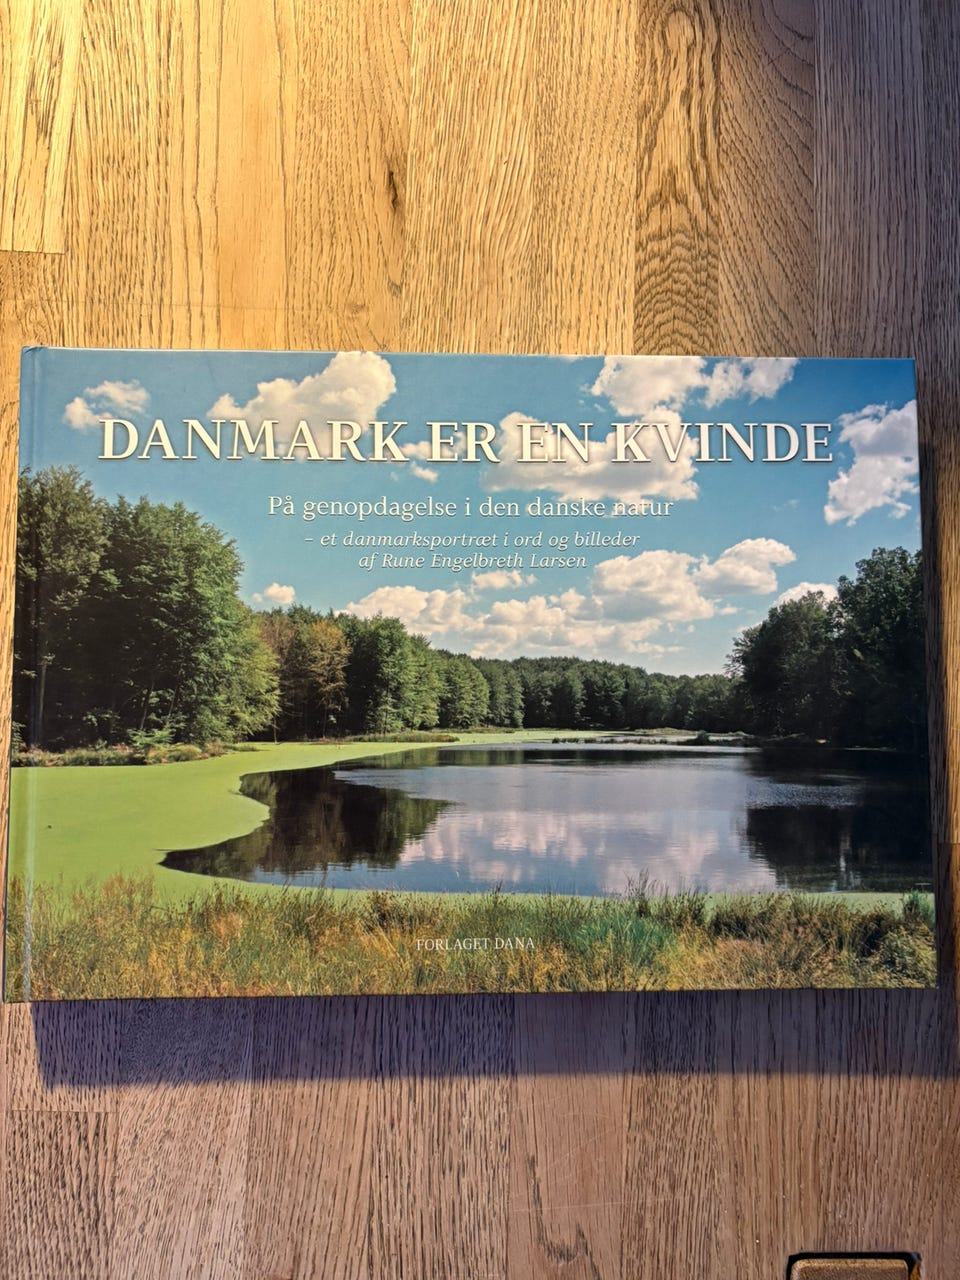 DANMARK ER EN KVINDE
På genopdagelse i den danske natur
– et danmarksportræt i ord og billeder
af Rune Engelbreth Larsen
FORLAGET DANA